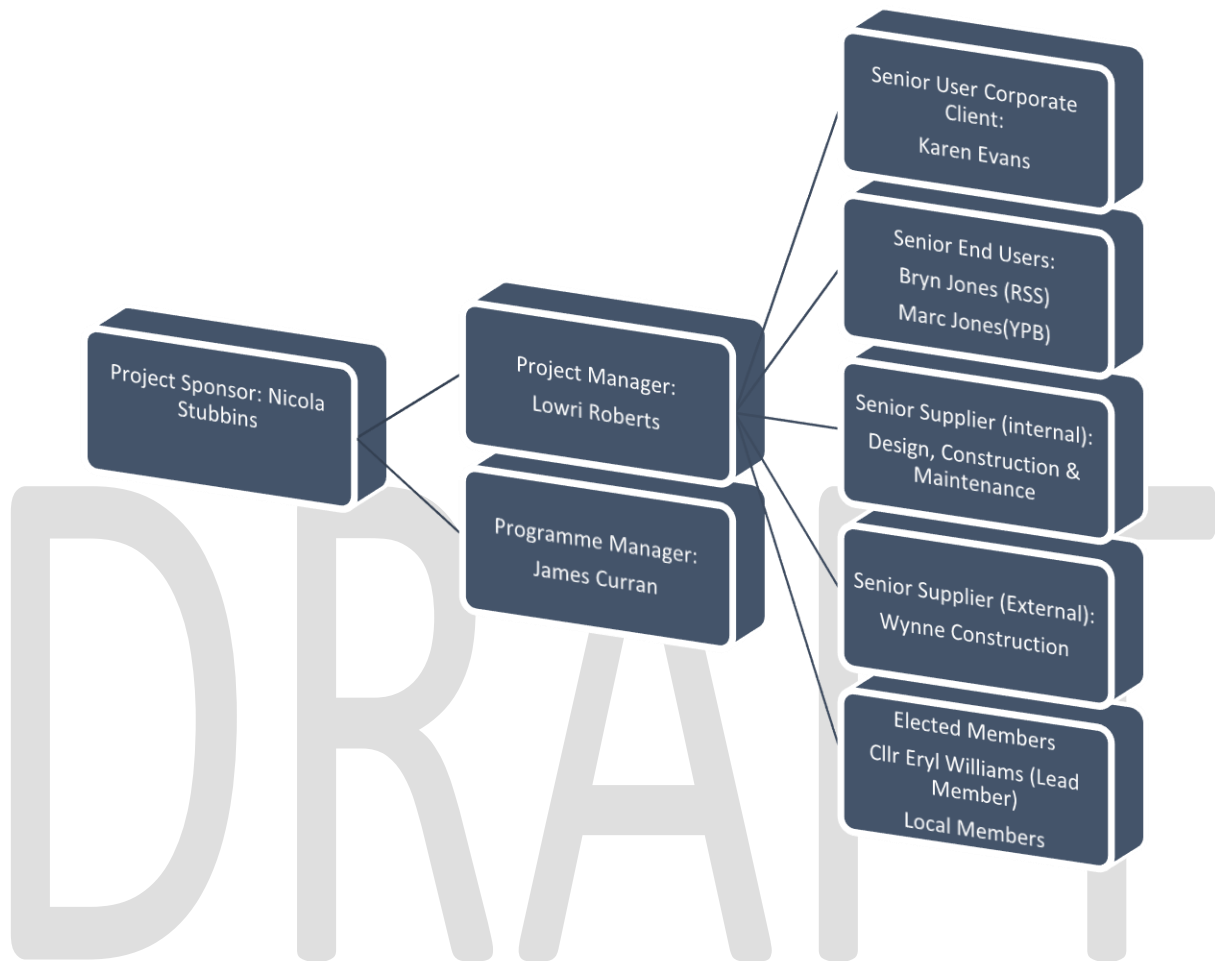 Project Sponsor: Nicola
Stubbins
Project Manager:
Lowri Roberts
Programme Manager:
James Curran
Senior User Corporate
Client:
Karen Evans
Senior End Users:
Bryn Jones (RSS)
Marc Jones(YPB)
Senior Supplier (internal):
Design, Construction &
Maintenance
Senior Supplier (External):
Wynne Construction
Elected Members
Cllr Eryl Williams (Lead
Member)
Local Members
DRAFT